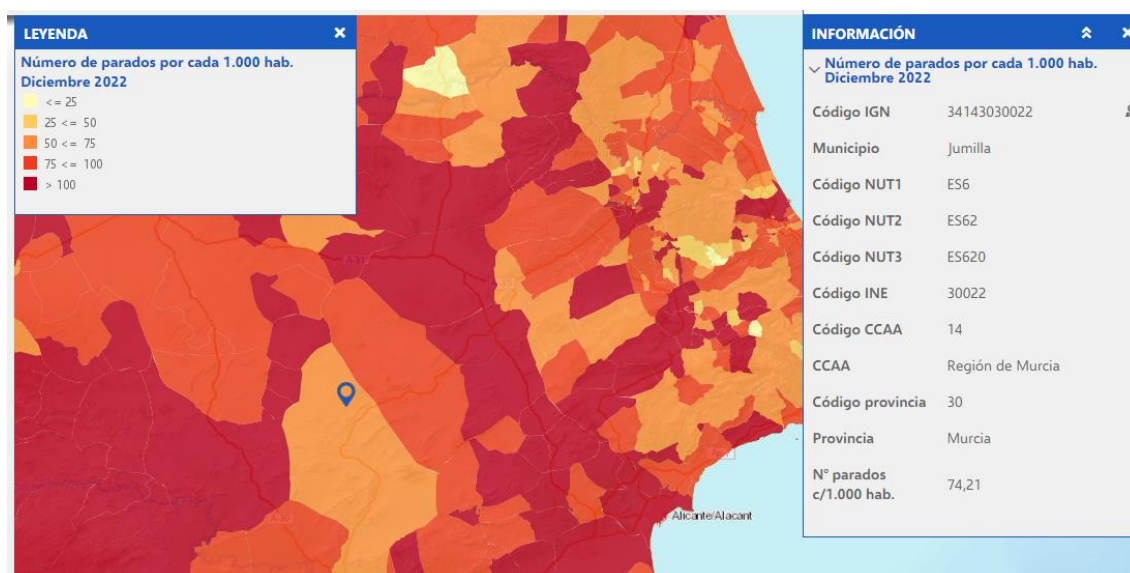 LEYENDA
Número de parados por cada 1.000 hab.
Diciembre 2022
<= 25
25 <= 50
50 <= 75
75 <= 100
> 100
A-31
A-30
Alicante/Alacant
INFORMACIÓN
Número de parados por cada 1.000 hab.
Diciembre 2022
Código IGN 34143030022
Municipio Jumilla
Código NUT1 ES6
Código NUT2 ES62
Código NUT3 ES620
Código INE 30022
Código CCAA 14
CCAA Región de Murcia
Código provincia 30
Provincia Murcia
Nº parados
c/1.000 hab. 74,21